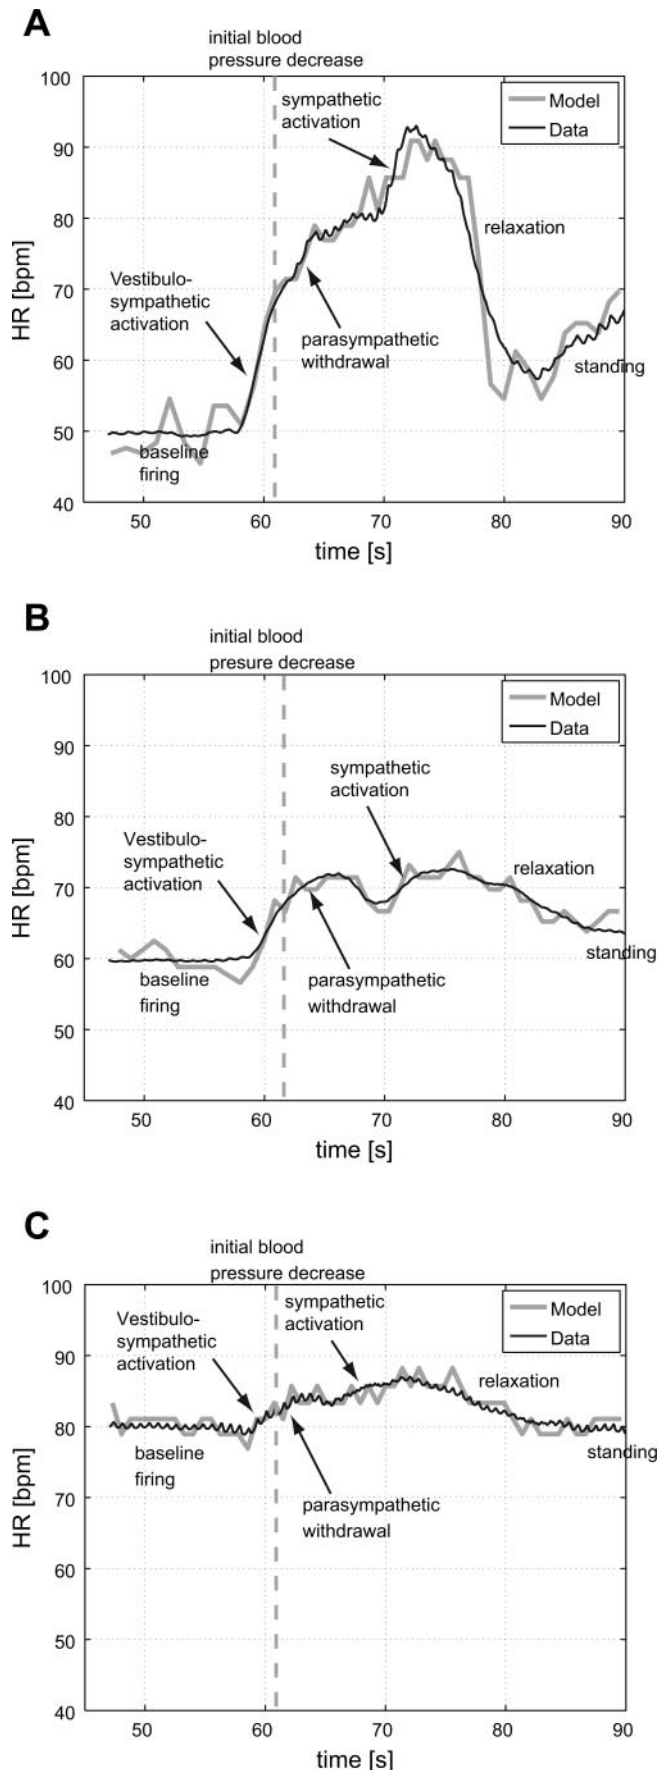 A
initial blood
pressure decrease
100
90
80
70
60
50
40
HR [bpm]
sympathetic
activation
Model
Data
Vestibulo-
sympathetic
activation
relaxation
parasympathetic
withdrawal
standing
baseline
firing
50
60
70
80
90
time [s]
B
initial blood
presure decrease
100
90
80
70
60
50
40
HR [bpm]
Model
Data
sympathetic
activation
Vestibulo-
sympathetic
activation
relaxation
standing
baseline
firing
parasympathetic
withdrawal
50
60
70
80
90
time [s]
C
initial blood
pressure decrease
100
90
80
70
60
50
40
HR [bpm]
sympathetic
activation
Model
Data
Vestibulo-
sympathetic
activation
relaxation
baseline
firing
standing
parasympathetic
withdrawal
50
60
70
80
90
time [s]